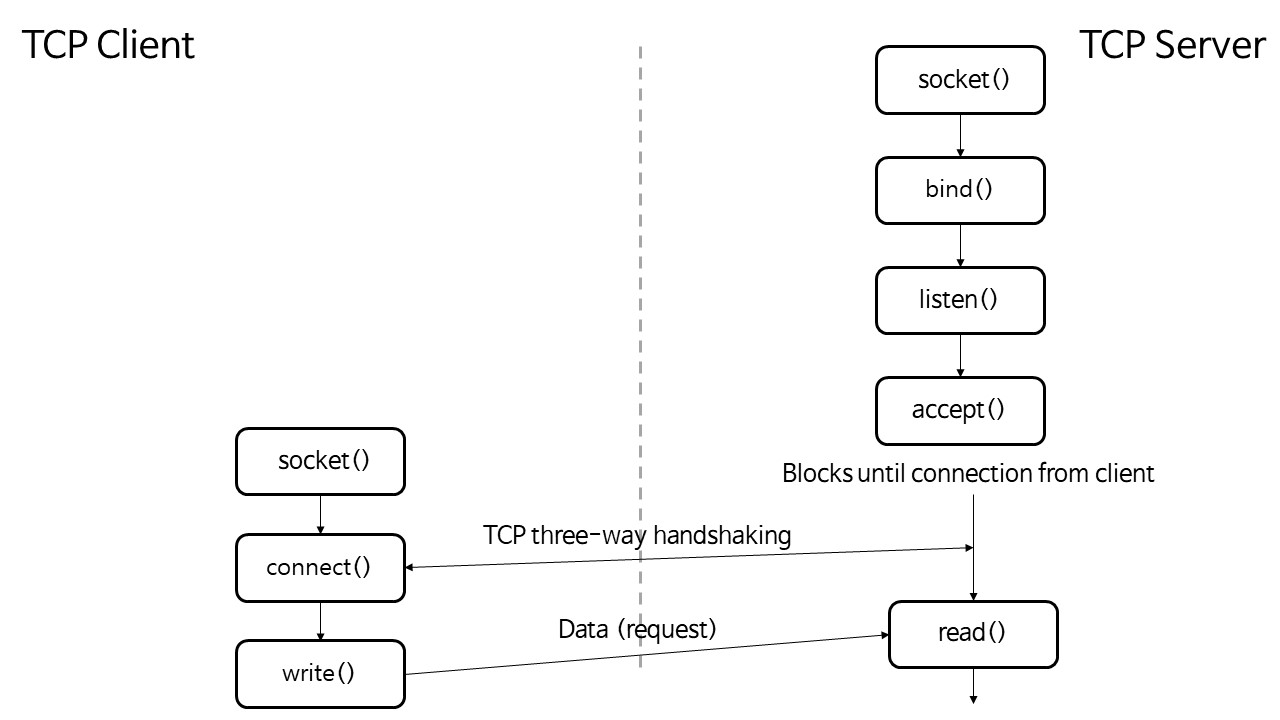 TCP Client
TCP Server
socket()
bind()
listen()
accept()
Blocks until connection from client
socket()
TCP three-way handshaking
connect()
Data (request)
read()
write()